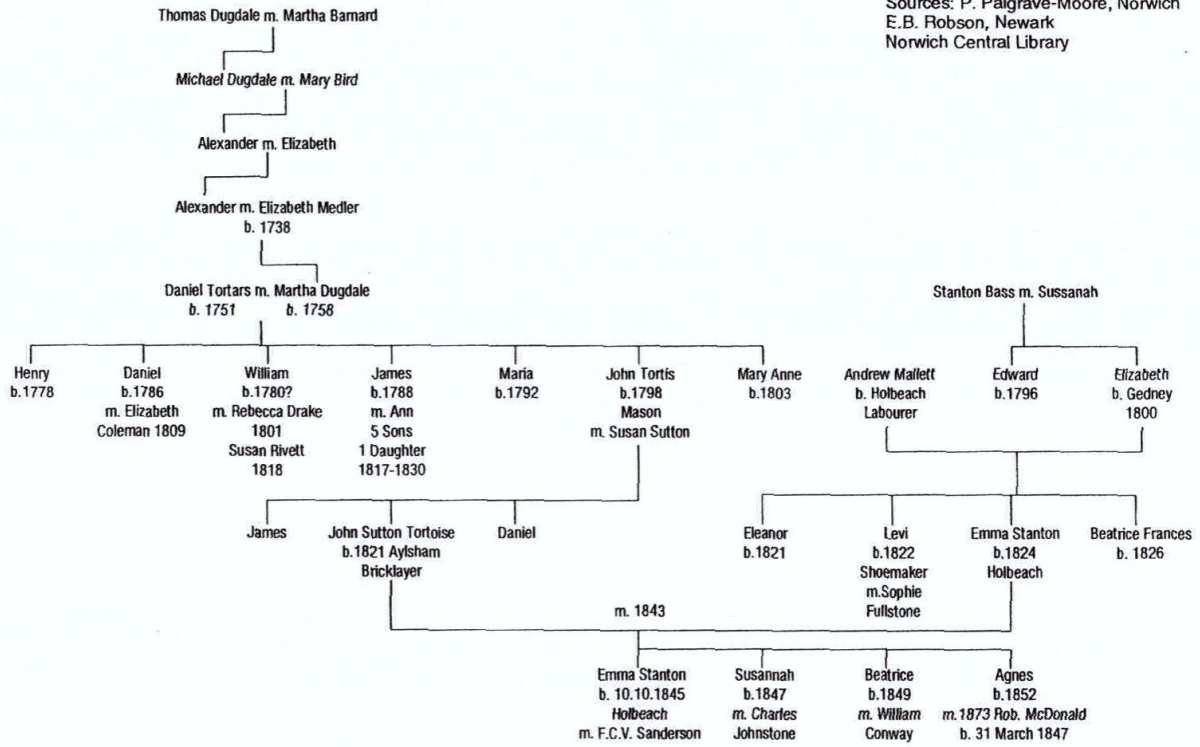 Sources: P. Palgrave-Moore, Norwich
E.B. Robson, Newark
Norwich Central Library
Thomas Dugdale m. Martha Barnard
Michael Dugdale m. Mary Bird
Alexander m. Elizabeth
Alexander m. Elizabeth Medler
b. 1738
Daniel Tortars m. Martha Dugdale
b. 1751 b. 1758
Stanton Bass m. Sussanah
Henry
b.1778
Daniel
b.1786
m. Elizabeth
Coleman 1809
William
b.1780?
m. Rebecca Drake
1801
Susan Rivett
1818
James
b.1788
m. Ann
5 Sons
1 Daughter
1817-1830
Maria
b.1792
John Tortis
b.1798
Mason
m. Susan Sutton
Mary Anne
b.1803
Andrew Mallett
b. Holbeach
Labourer
Edward
b.1796
Elizabeth
b. Gedney
1800
James
John Sutton Tortoise
b.1821 Aylsham
Bricklayer
Daniel
Eleanor
b.1821
Levi
b.1822
Shoemaker
m.Sophie
Fullstone
Emma Stanton
b.1824
Holbeach
Beatrice Frances
b. 1826
m. 1843
Emma Stanton
b. 10.10.1845
Holbeach
m. F.C.V. Sanderson
Susannah
b.1847
m. Charles
Johnstone
Beatrice
b.1849
m. William
Conway
Agnes
b.1852
m.1873 Rob. McDonald
b. 31 March 1847